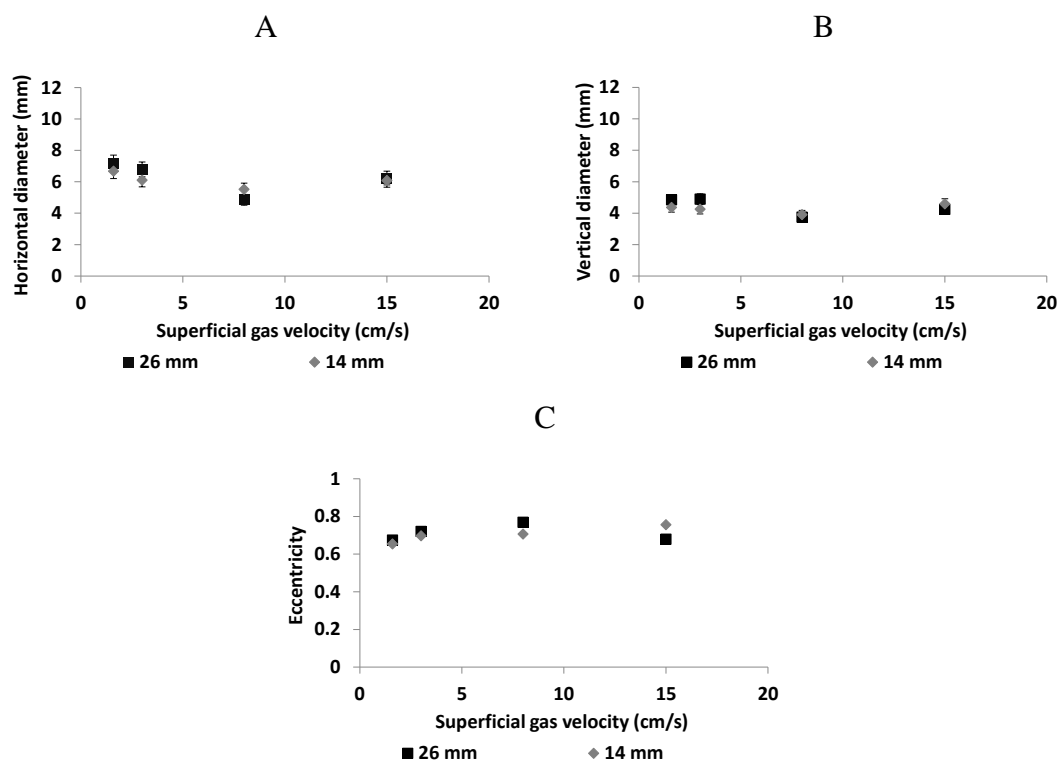 A
Horizontal diameter (mm)
12
10
8
6
4
2
0
0 5 10 15 20
Superficial gas velocity (cm/s)
26 mm 14 mm
B
Vertical diameter (mm)
12
10
8
6
4
2
0
0 5 10 15 20
Superficial gas velocity (cm/s)
26 mm 14 mm
C
Eccentricity
1
0.8
0.6
0.4
0.2
0
0 5 10 15 20
Superficial gas velocity (cm/s)
26 mm 14 mm